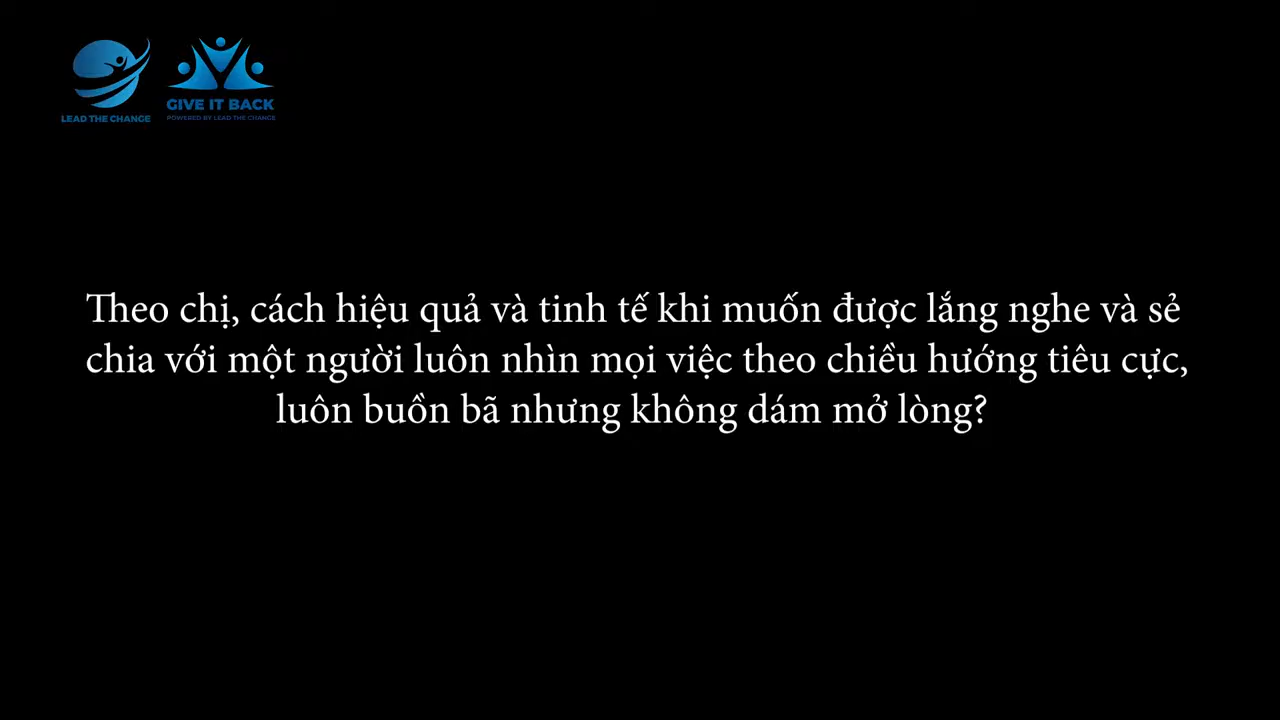 LEAD THE CHANGE
GIVE IT BACK
POWERED BY LEAD THE CHANGE
Theo chị, cách hiệu quả và tinh tế khi muốn được lắng nghe và sẻ
chia với một người luôn nhìn mọi việc theo chiều hướng tiêu cực,
luôn buồn bã nhưng không dám mở lòng?